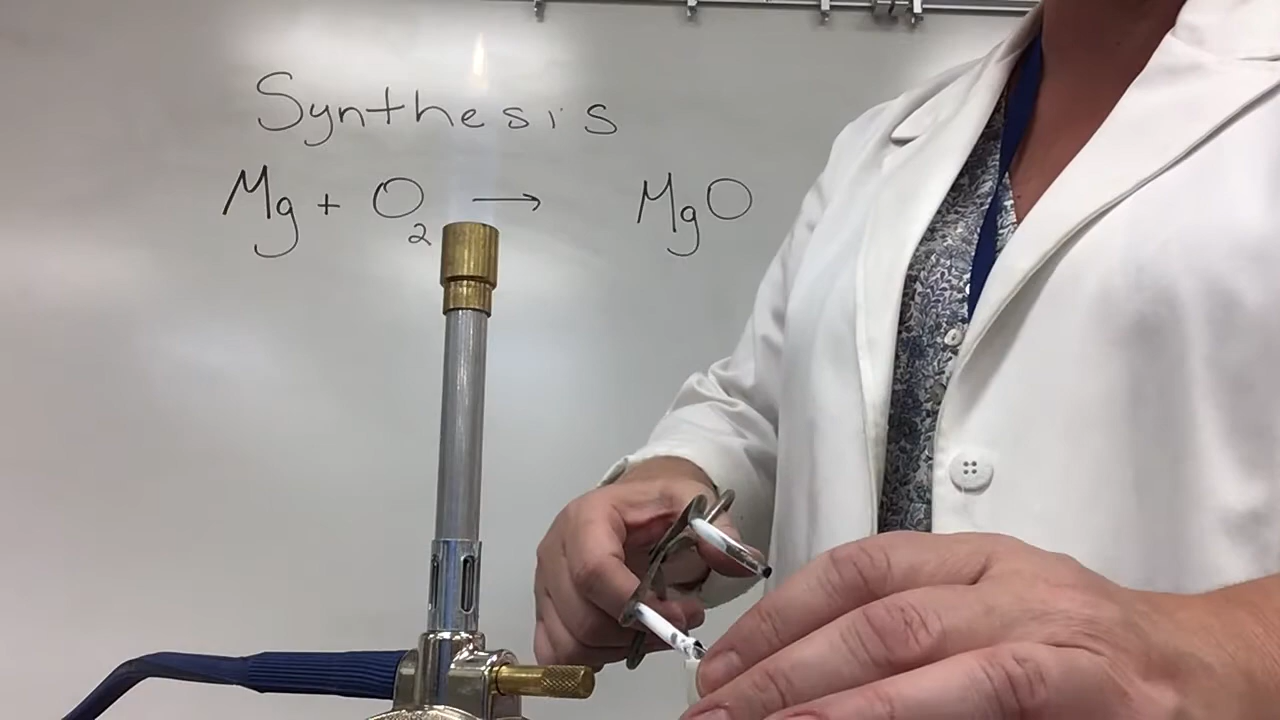 Synthesis
Mg + O₂ → MgO